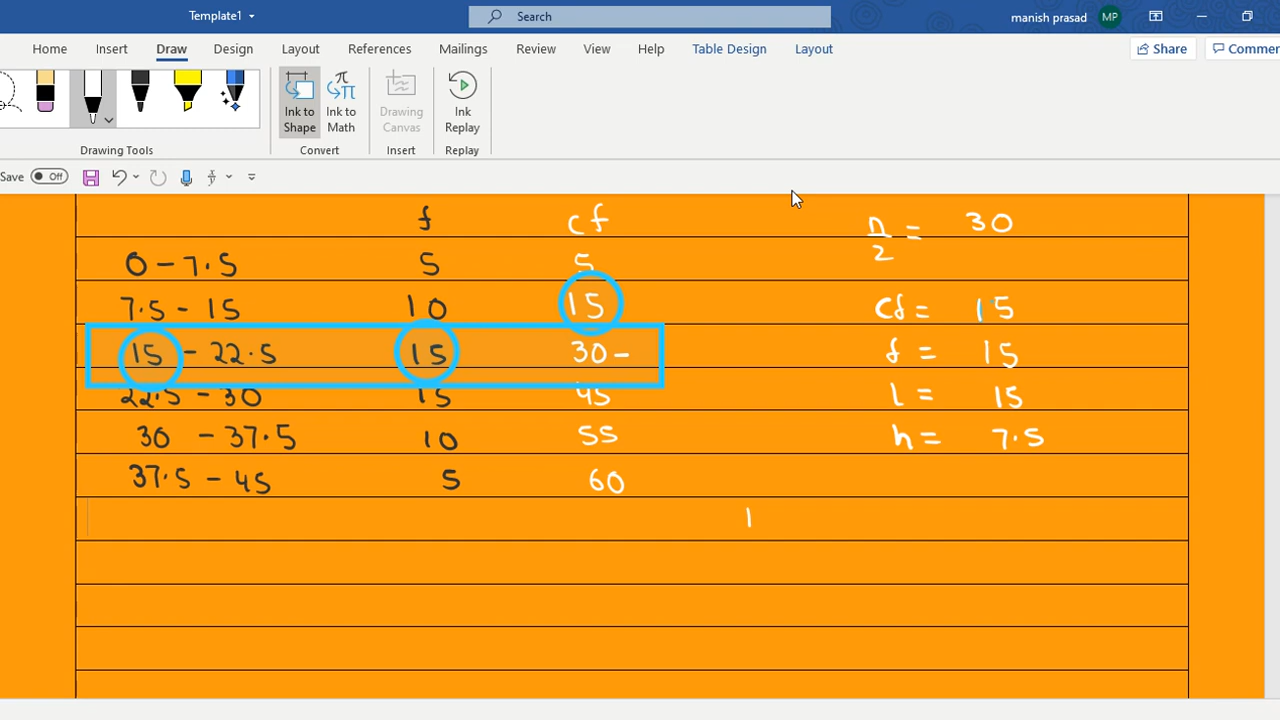 Template1
Search
manish prasad MP
Home Insert Draw Design Layout References Mailings Review View Help Table Design Layout Share Commer
Ink to Shape
Ink to Math
Drawing Canvas
Ink Replay
Drawing Tools Convert Insert Replay
Save Off
f cf n/2 = 30
0 - 7.5 5 5
7.5 - 15 10 15 cf = 15
15 - 22.5 15 30- f = 15
22.5 - 30 15 45 l = 15
30 - 37.5 10 55 h = 7.5
37.5 - 45 5 60
l